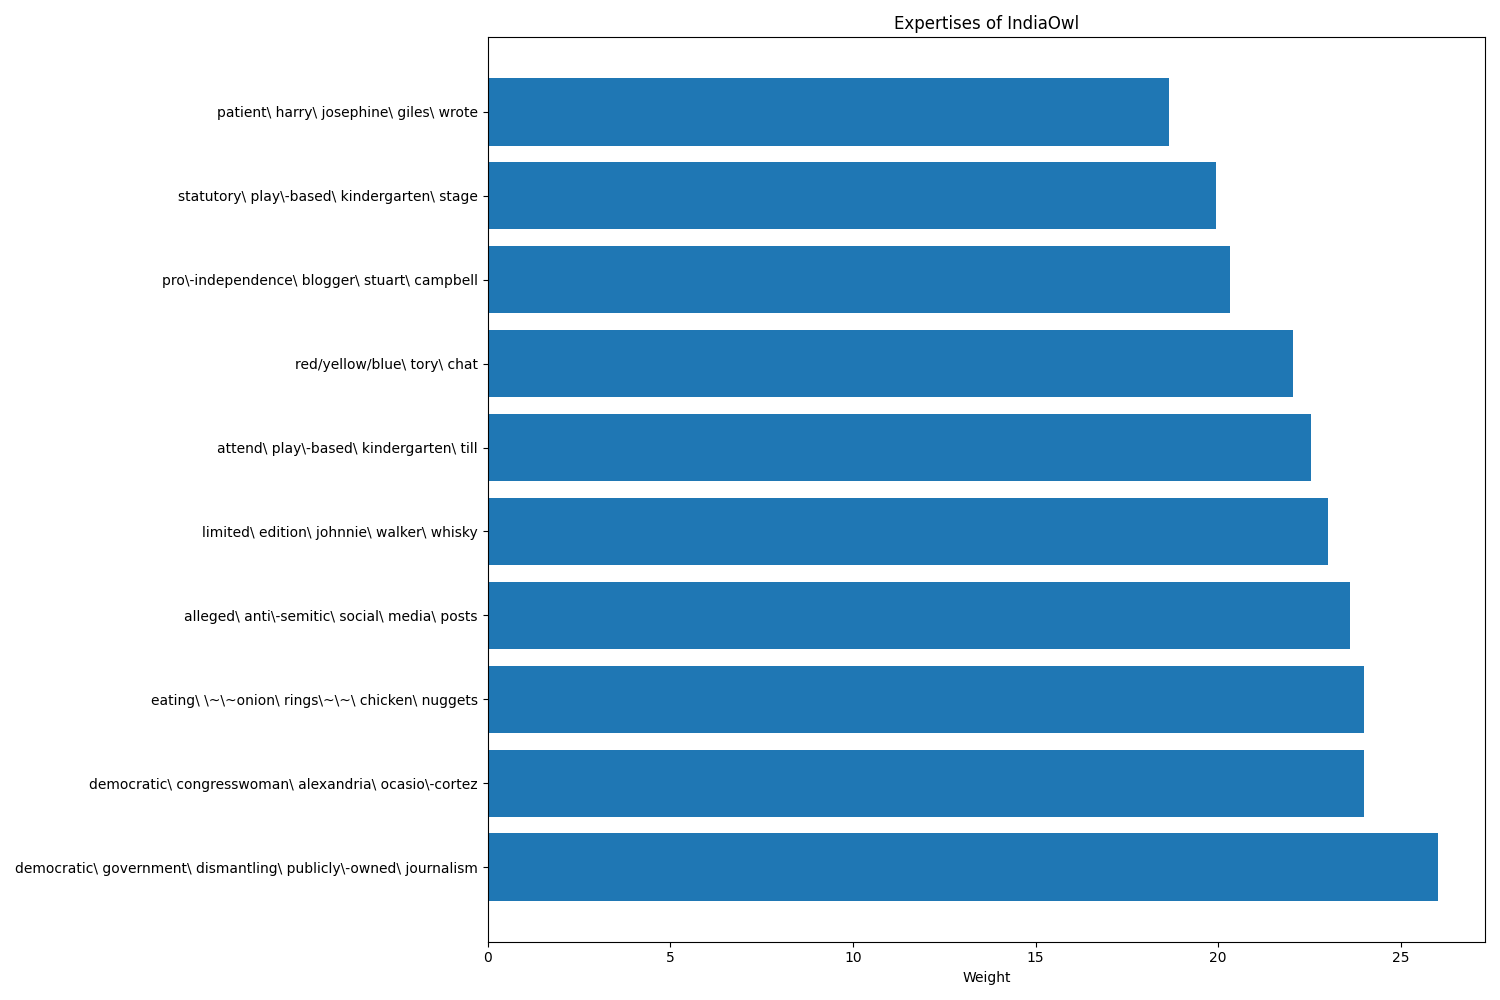 Expertises of IndiaOwl
patient\ harry\ josephine\ giles\ wrote
statutory\ play\-based\ kindergarten\ stage
pro\-independence\ blogger\ stuart\ campbell
red/yellow/blue\ tory\ chat
attend\ play\-based\ kindergarten\ till
limited\ edition\ johnnie\ walker\ whisky
alleged\ anti\-semitic\ social\ media\ posts
eating\ \~\~onion\ rings\~\~\ chicken\ nuggets
democratic\ congresswoman\ alexandria\ ocasio\-cortez
democratic\ government\ dismantling\ publicly\-owned\ journalism
0 5 10 15 20 25
Weight